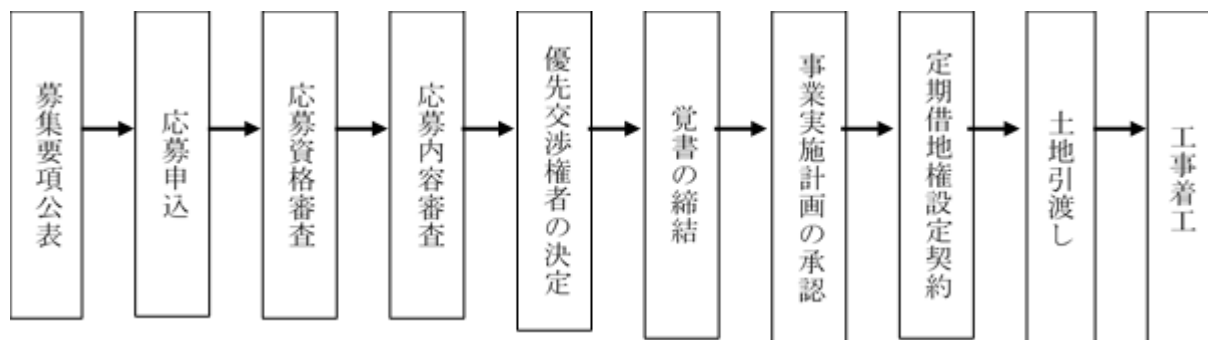 募集要項公表
応募申込
応募資格審査
応募内容審査
優先交渉権者の決定
覚書の締結
事業実施計画の承認
定期借地権設定契約
土地引渡し
工事着工